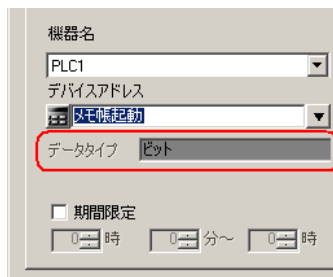 機器名
PLC1
デバイスアドレス
メモ帳起動
データタイプ ビット
期間限定
0時 0分～ 0時